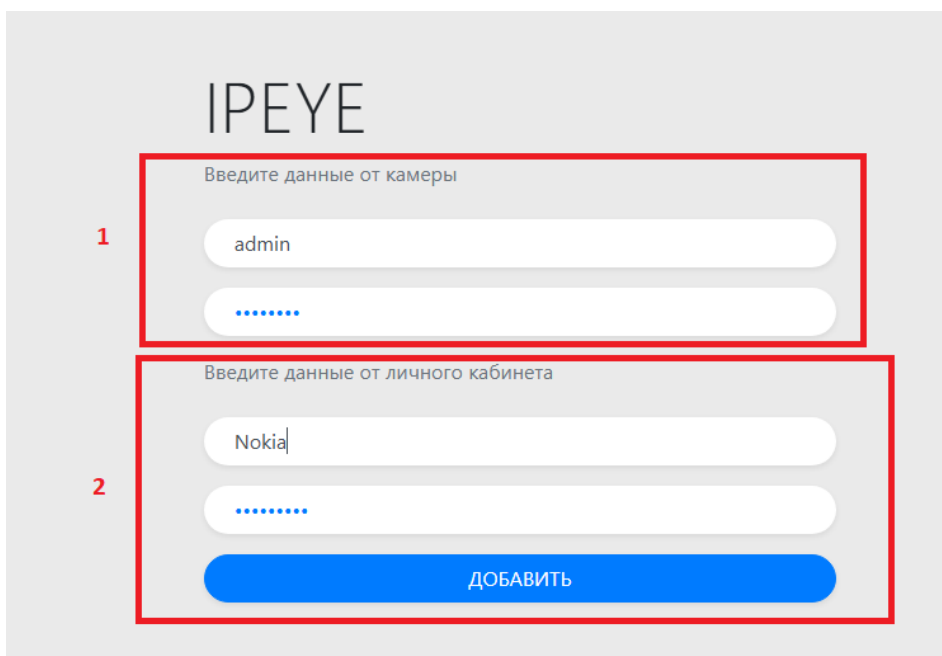 IPEYE
Введите данные от камеры
1
admin
••••••••
Введите данные от личного кабинета
Nokia
2
•••••••••
ДОБАВИТЬ